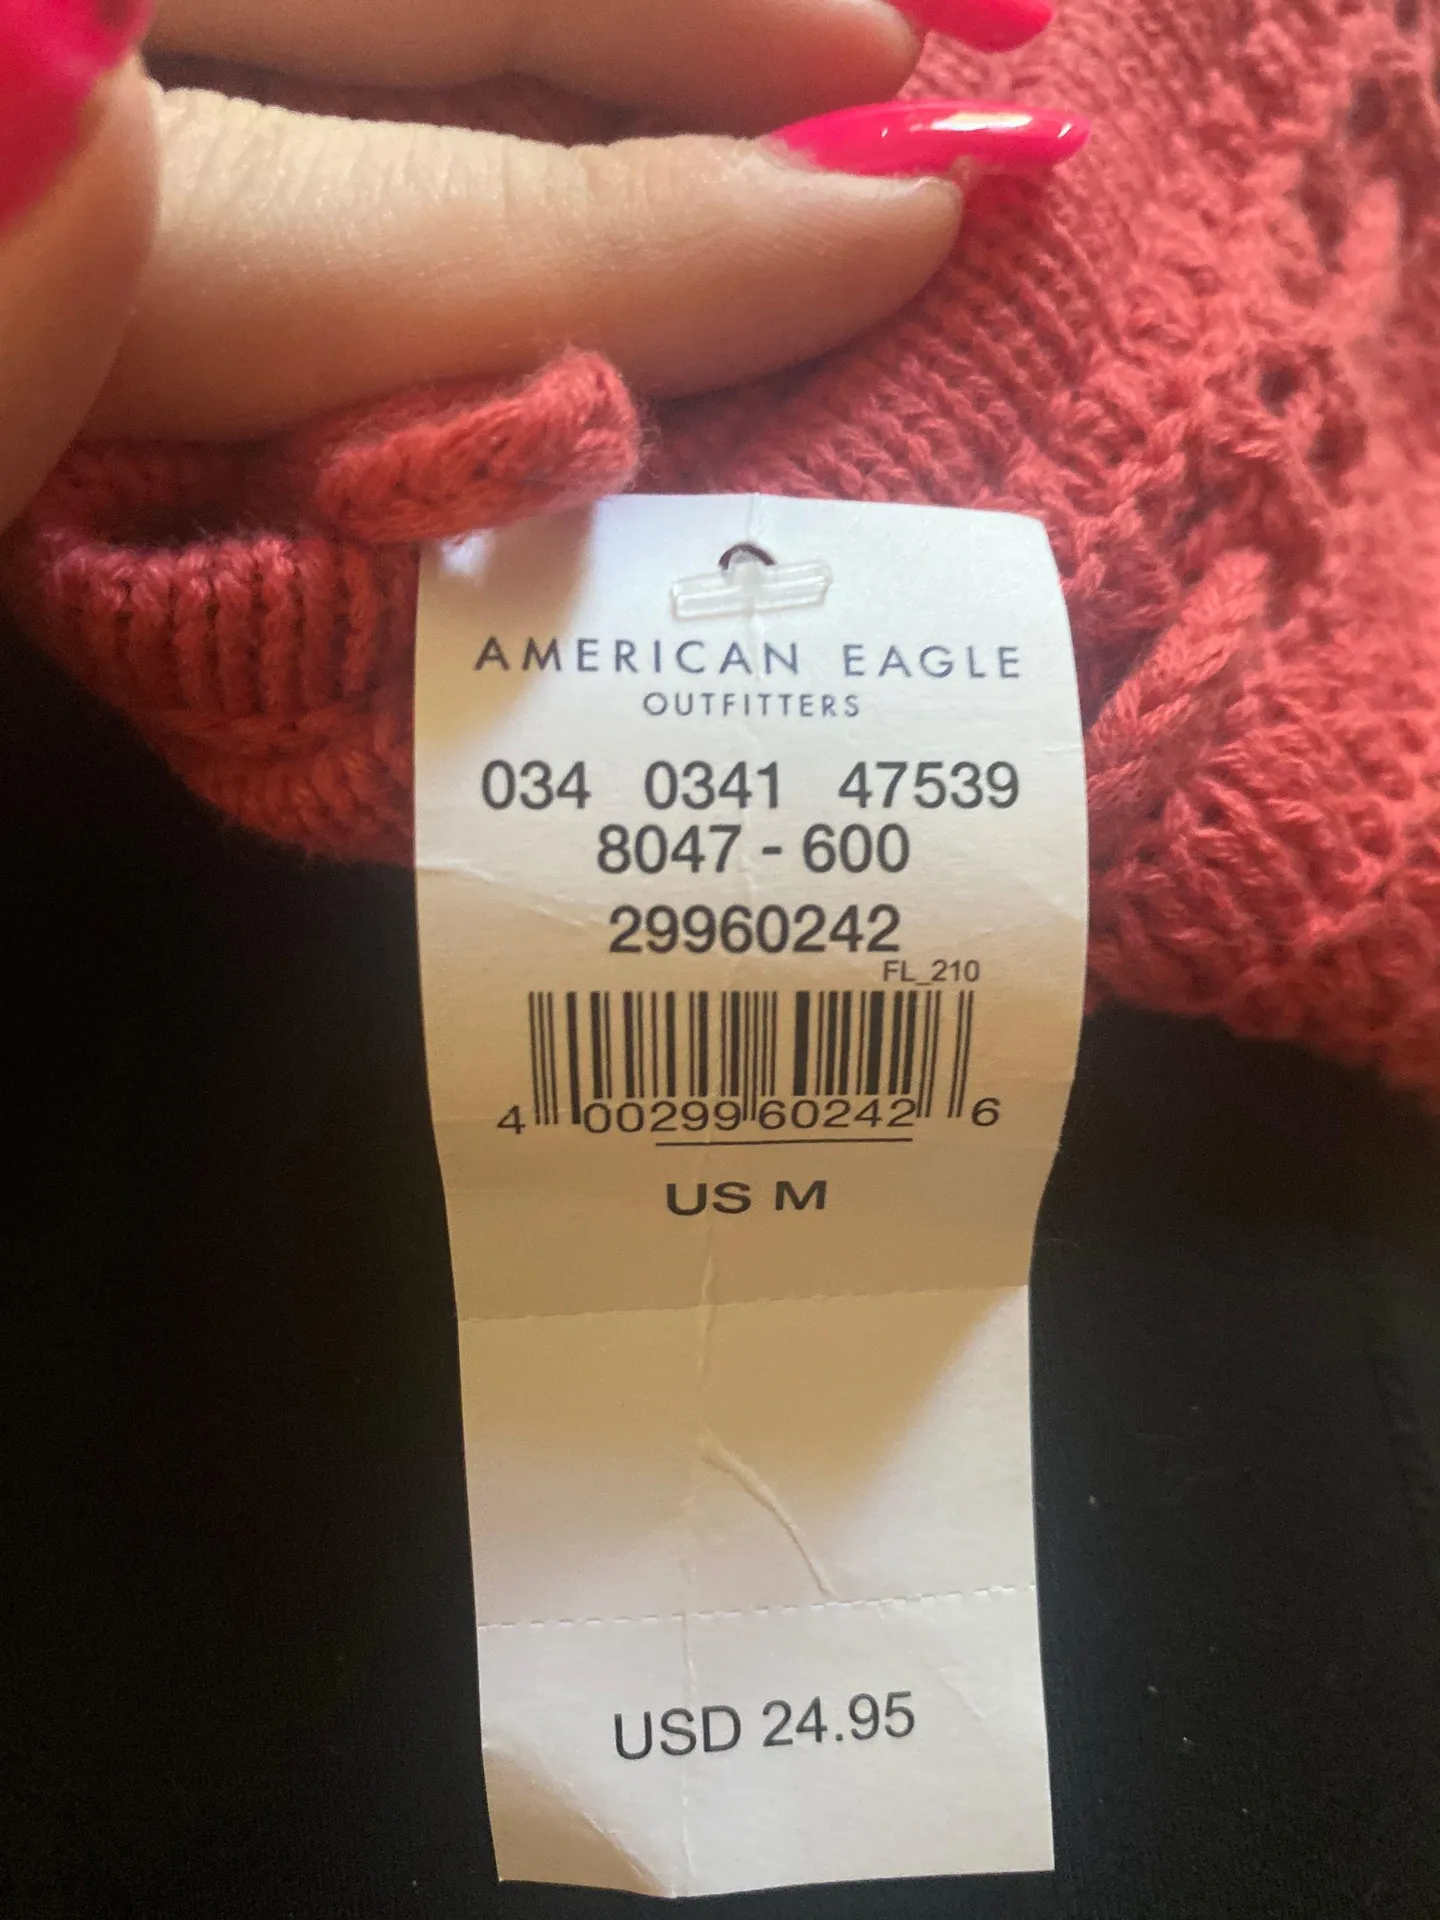 AMERICAN EAGLE
OUTFITTERS
034 0341 47539
8047 - 600
29960242
FL_210
4 00299 60242 6
US M
USD 24.95